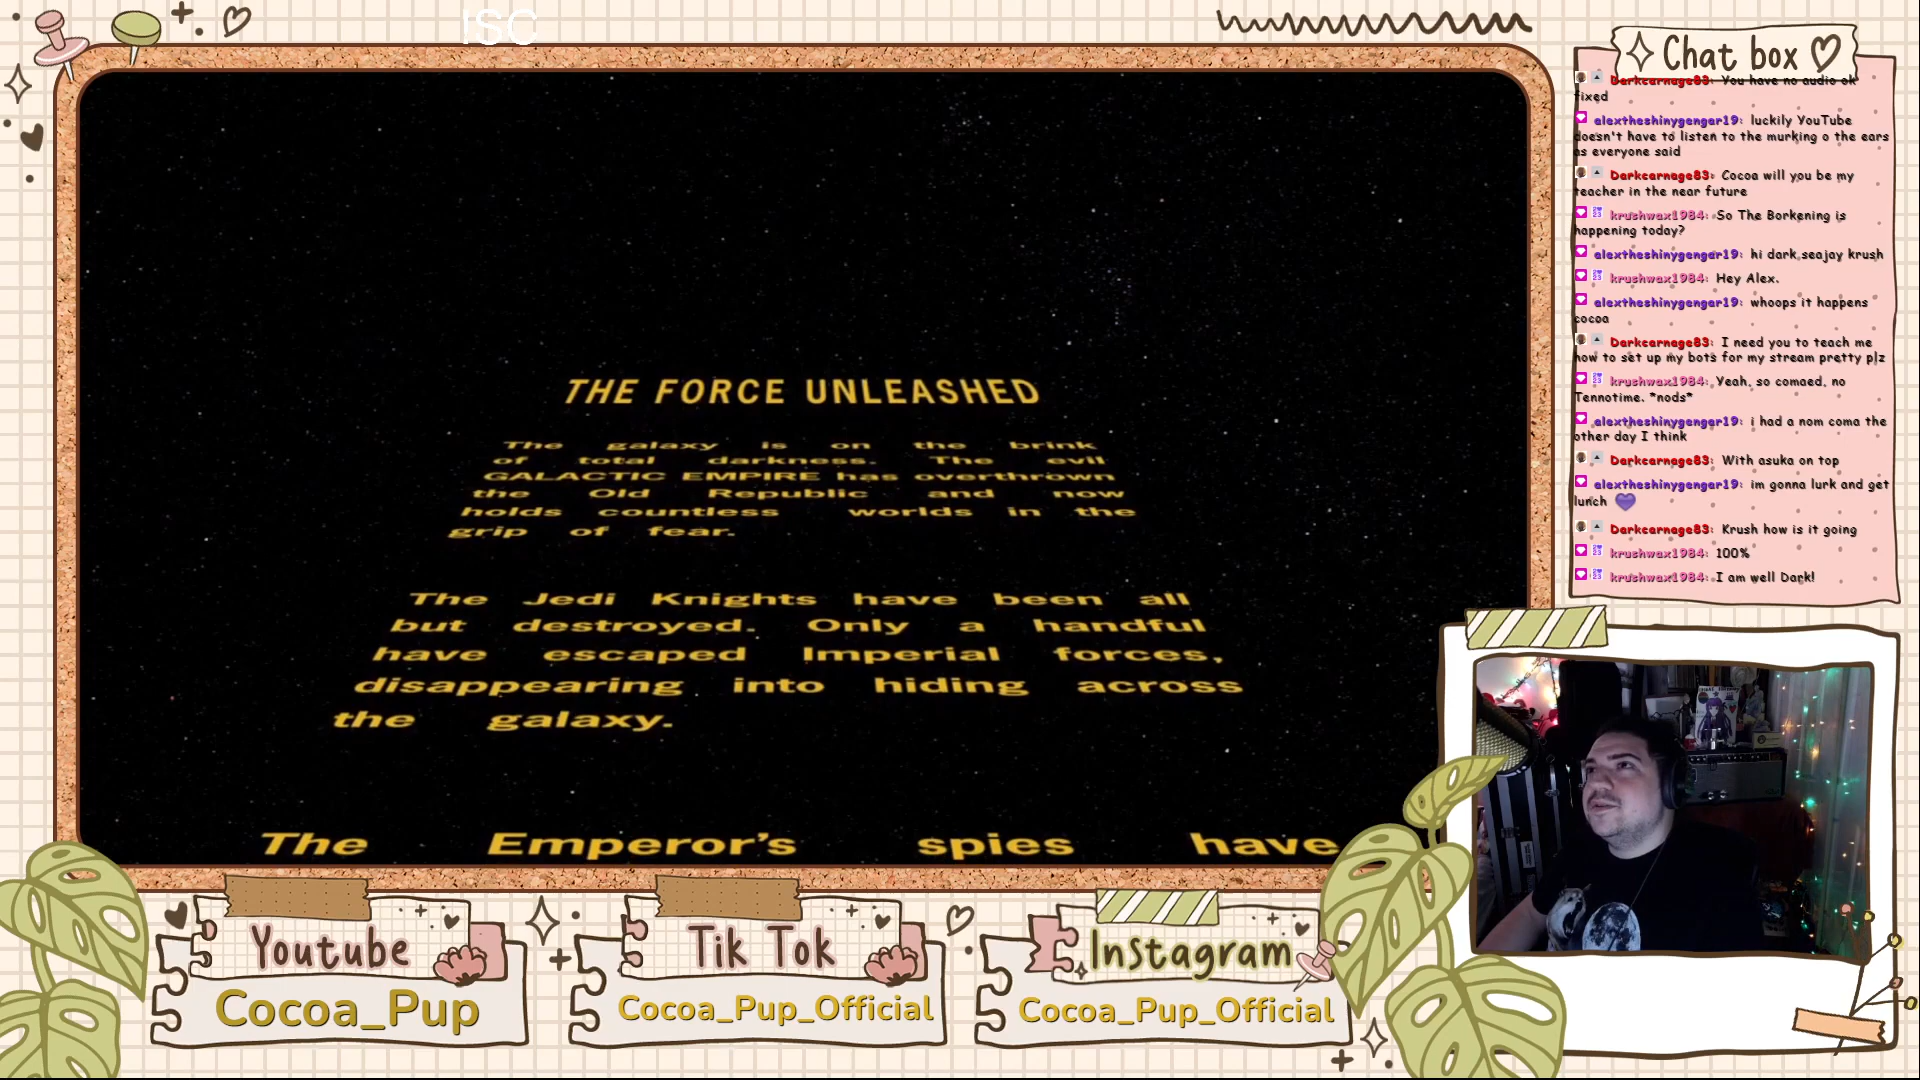 !SC
THE FORCE UNLEASHED
The galaxy is on the brink
of total darkness. The evil
GALACTIC EMPIRE has overthrown
the Old Republic and now
holds countless worlds in the
grip of fear.
The Jedi Knights have been all
but destroyed. Only a handful
have escaped Imperial forces,
disappearing into hiding across
the galaxy.
The Emperor's spies have
Chat box
Darkcarnage83: You have no audio ok
fixed
alextheshinygengar19: luckily YouTube
doesn't have to listen to the murking o the ears
as everyone said
Darkcarnage83: Cocoa will you be my
teacher in the near future
krushwax1984: So The Borkening is
happening today?
alextheshinygengar19: hi dark seajay krush
krushwax1984: Hey Alex.
alextheshinygengar19: whoops it happens
cocoa
Darkcarnage83: I need you to teach me
how to set up my bots for my stream pretty plz
krushwax1984: Yeah, so comaed, no
Tennotime. *nods*
alextheshinygengar19: i had a nom coma the
other day I think
Darkcarnage83: With asuka on top
alextheshinygengar19: im gonna lurk and get
lunch
Darkcarnage83: Krush how is it going
krushwax1984: 100%
krushwax1984: I am well Dark!
Youtube
Cocoa_Pup
Tik Tok
Cocoa_Pup_Official
Instagram
Cocoa_Pup_Official